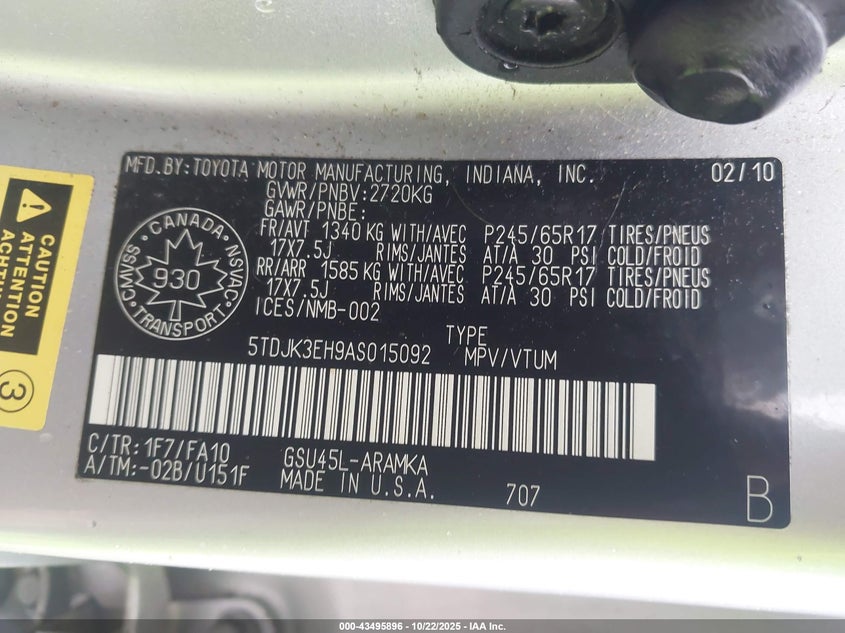 MFD.BY:TOYOTA MOTOR MANUFACTURING, INDIANA, INC. 02/10
GVWR/PNBV:2720KG
GAWR/PNBE:
FR/AVT 1340 KG WITH/AVEC P245/65R17 TIRES/PNEUS
17X7.5J RIMS/JANTES AT/À 30 PSI COLD/FROID
RR/ARR 1585 KG WITH/AVEC P245/65R17 TIRES/PNEUS
17X7.5J RIMS/JANTES AT/À 30 PSI COLD/FROID
ICES/NMB-002
CANADA
CMVSS 930 NSVAC
TRANSPORT
TYPE
5TDJK3EH9AS015092 MPV/VTUM
C/TR:1F7/FA10 GSU45L-ARAMKA
A/TM:-02B/U151F MADE IN U.S.A. 707 B
CAUTION
ATTENTION
3
000-43495896 - 10/22/2025 - IAA Inc.